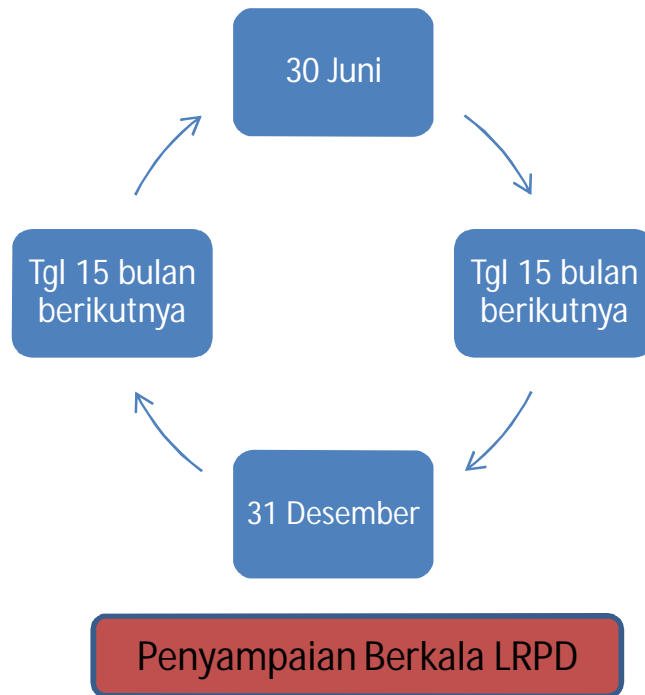 30 Juni
Tgl 15 bulan
berikutnya
Tgl 15 bulan
berikutnya
31 Desember
Penyampaian Berkala LRPD